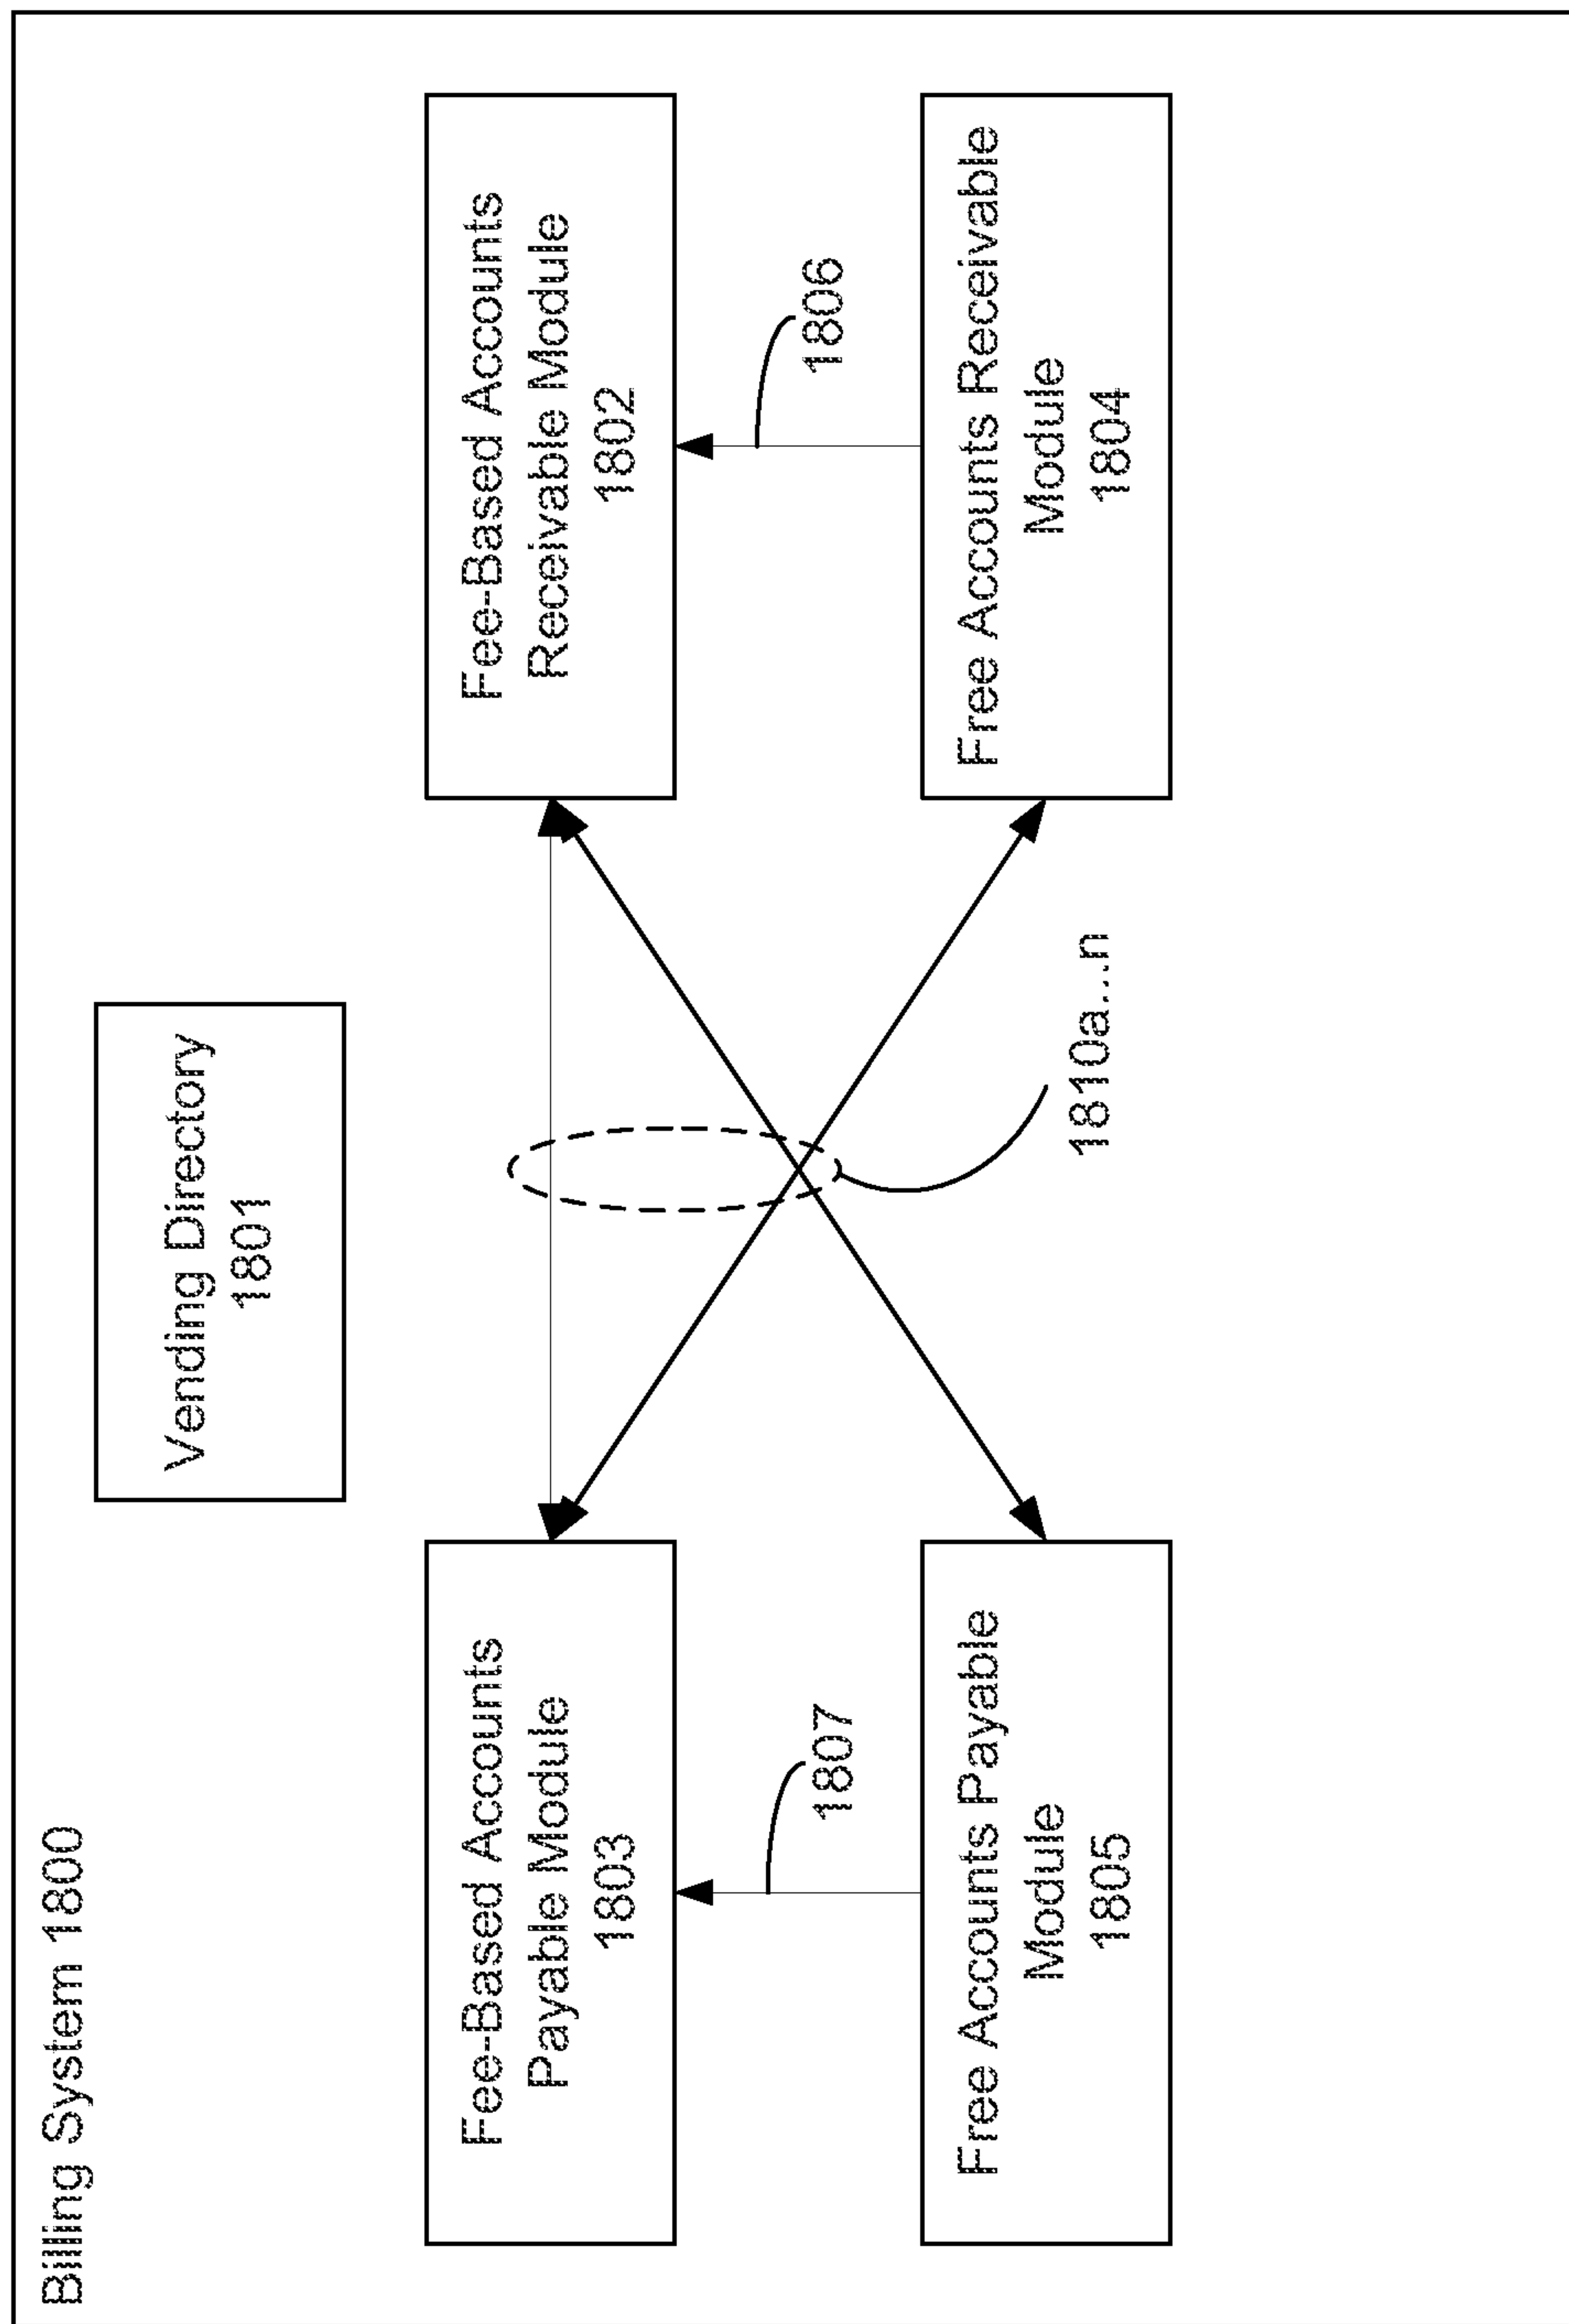 Billing System 1800
Vending Directory
1801
Fee-Based Accounts
Payable Module
1803
Fee-Based Accounts
Receivable Module
1802
1807
1806
Free Accounts Payable
Module
1805
Free Accounts Receivable
Module
1804
1810a...n